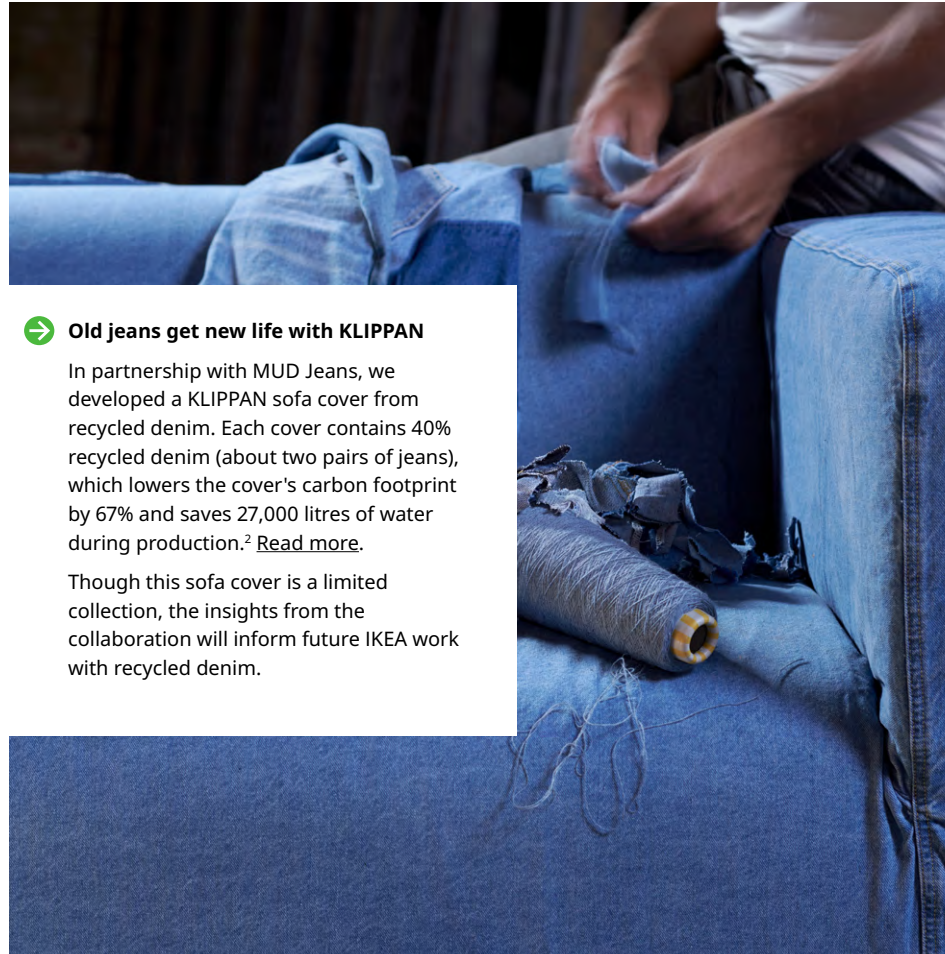 Old jeans get new life with KLIPPAN
In partnership with MUD Jeans, we
developed a KLIPPAN sofa cover from
recycled denim. Each cover contains 40%
recycled denim (about two pairs of jeans),
which lowers the cover's carbon footprint
by 67% and saves 27,000 litres of water
during production.² Read more.
Though this sofa cover is a limited
collection, the insights from the
collaboration will inform future IKEA work
with recycled denim.